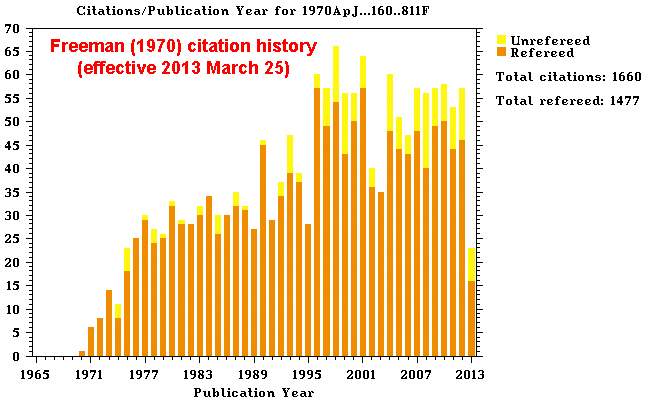 Citations/Publication Year for 1970ApJ...160..811F
Freeman (1970) citation history
(effective 2013 March 25)
Unrefereed
Refereed
Total citations: 1660
Total refereed: 1477
70
65
60
55
50
45
40
35
30
25
20
15
10
5
0
1965 1971 1977 1983 1989 1995 2001 2007 2013
Publication Year